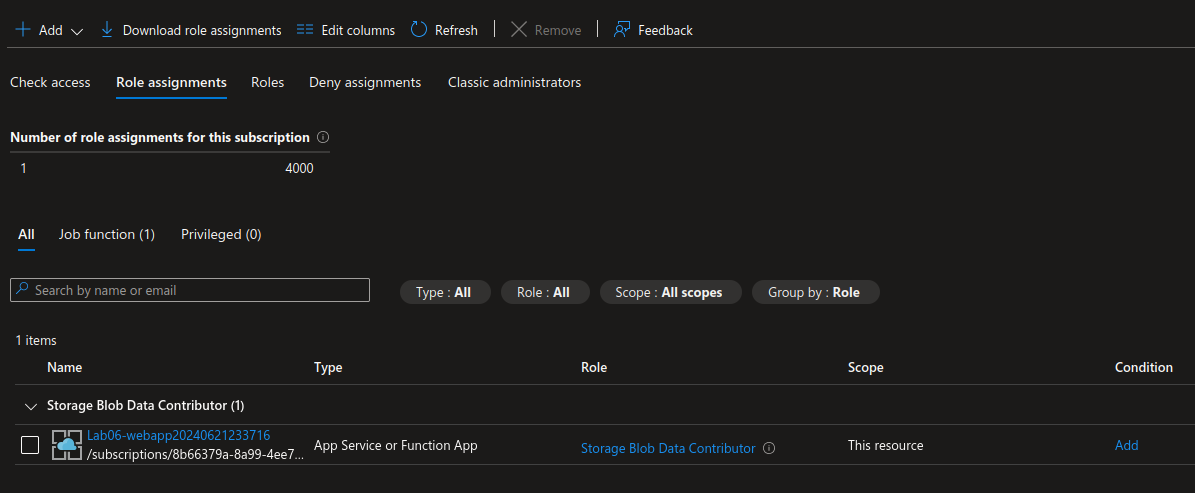 Add Download role assignments Edit columns Refresh Remove Feedback
Check access Role assignments Roles Deny assignments Classic administrators
Number of role assignments for this subscription
1 4000
All Job function (1) Privileged (0)
Search by name or email Type : All Role : All Scope : All scopes Group by : Role
1 items
Name Type Role Scope Condition
Storage Blob Data Contributor (1)
Lab06-webapp20240621233716
/subscriptions/8b66379a-8a99-4ee7... App Service or Function App Storage Blob Data Contributor This resource Add